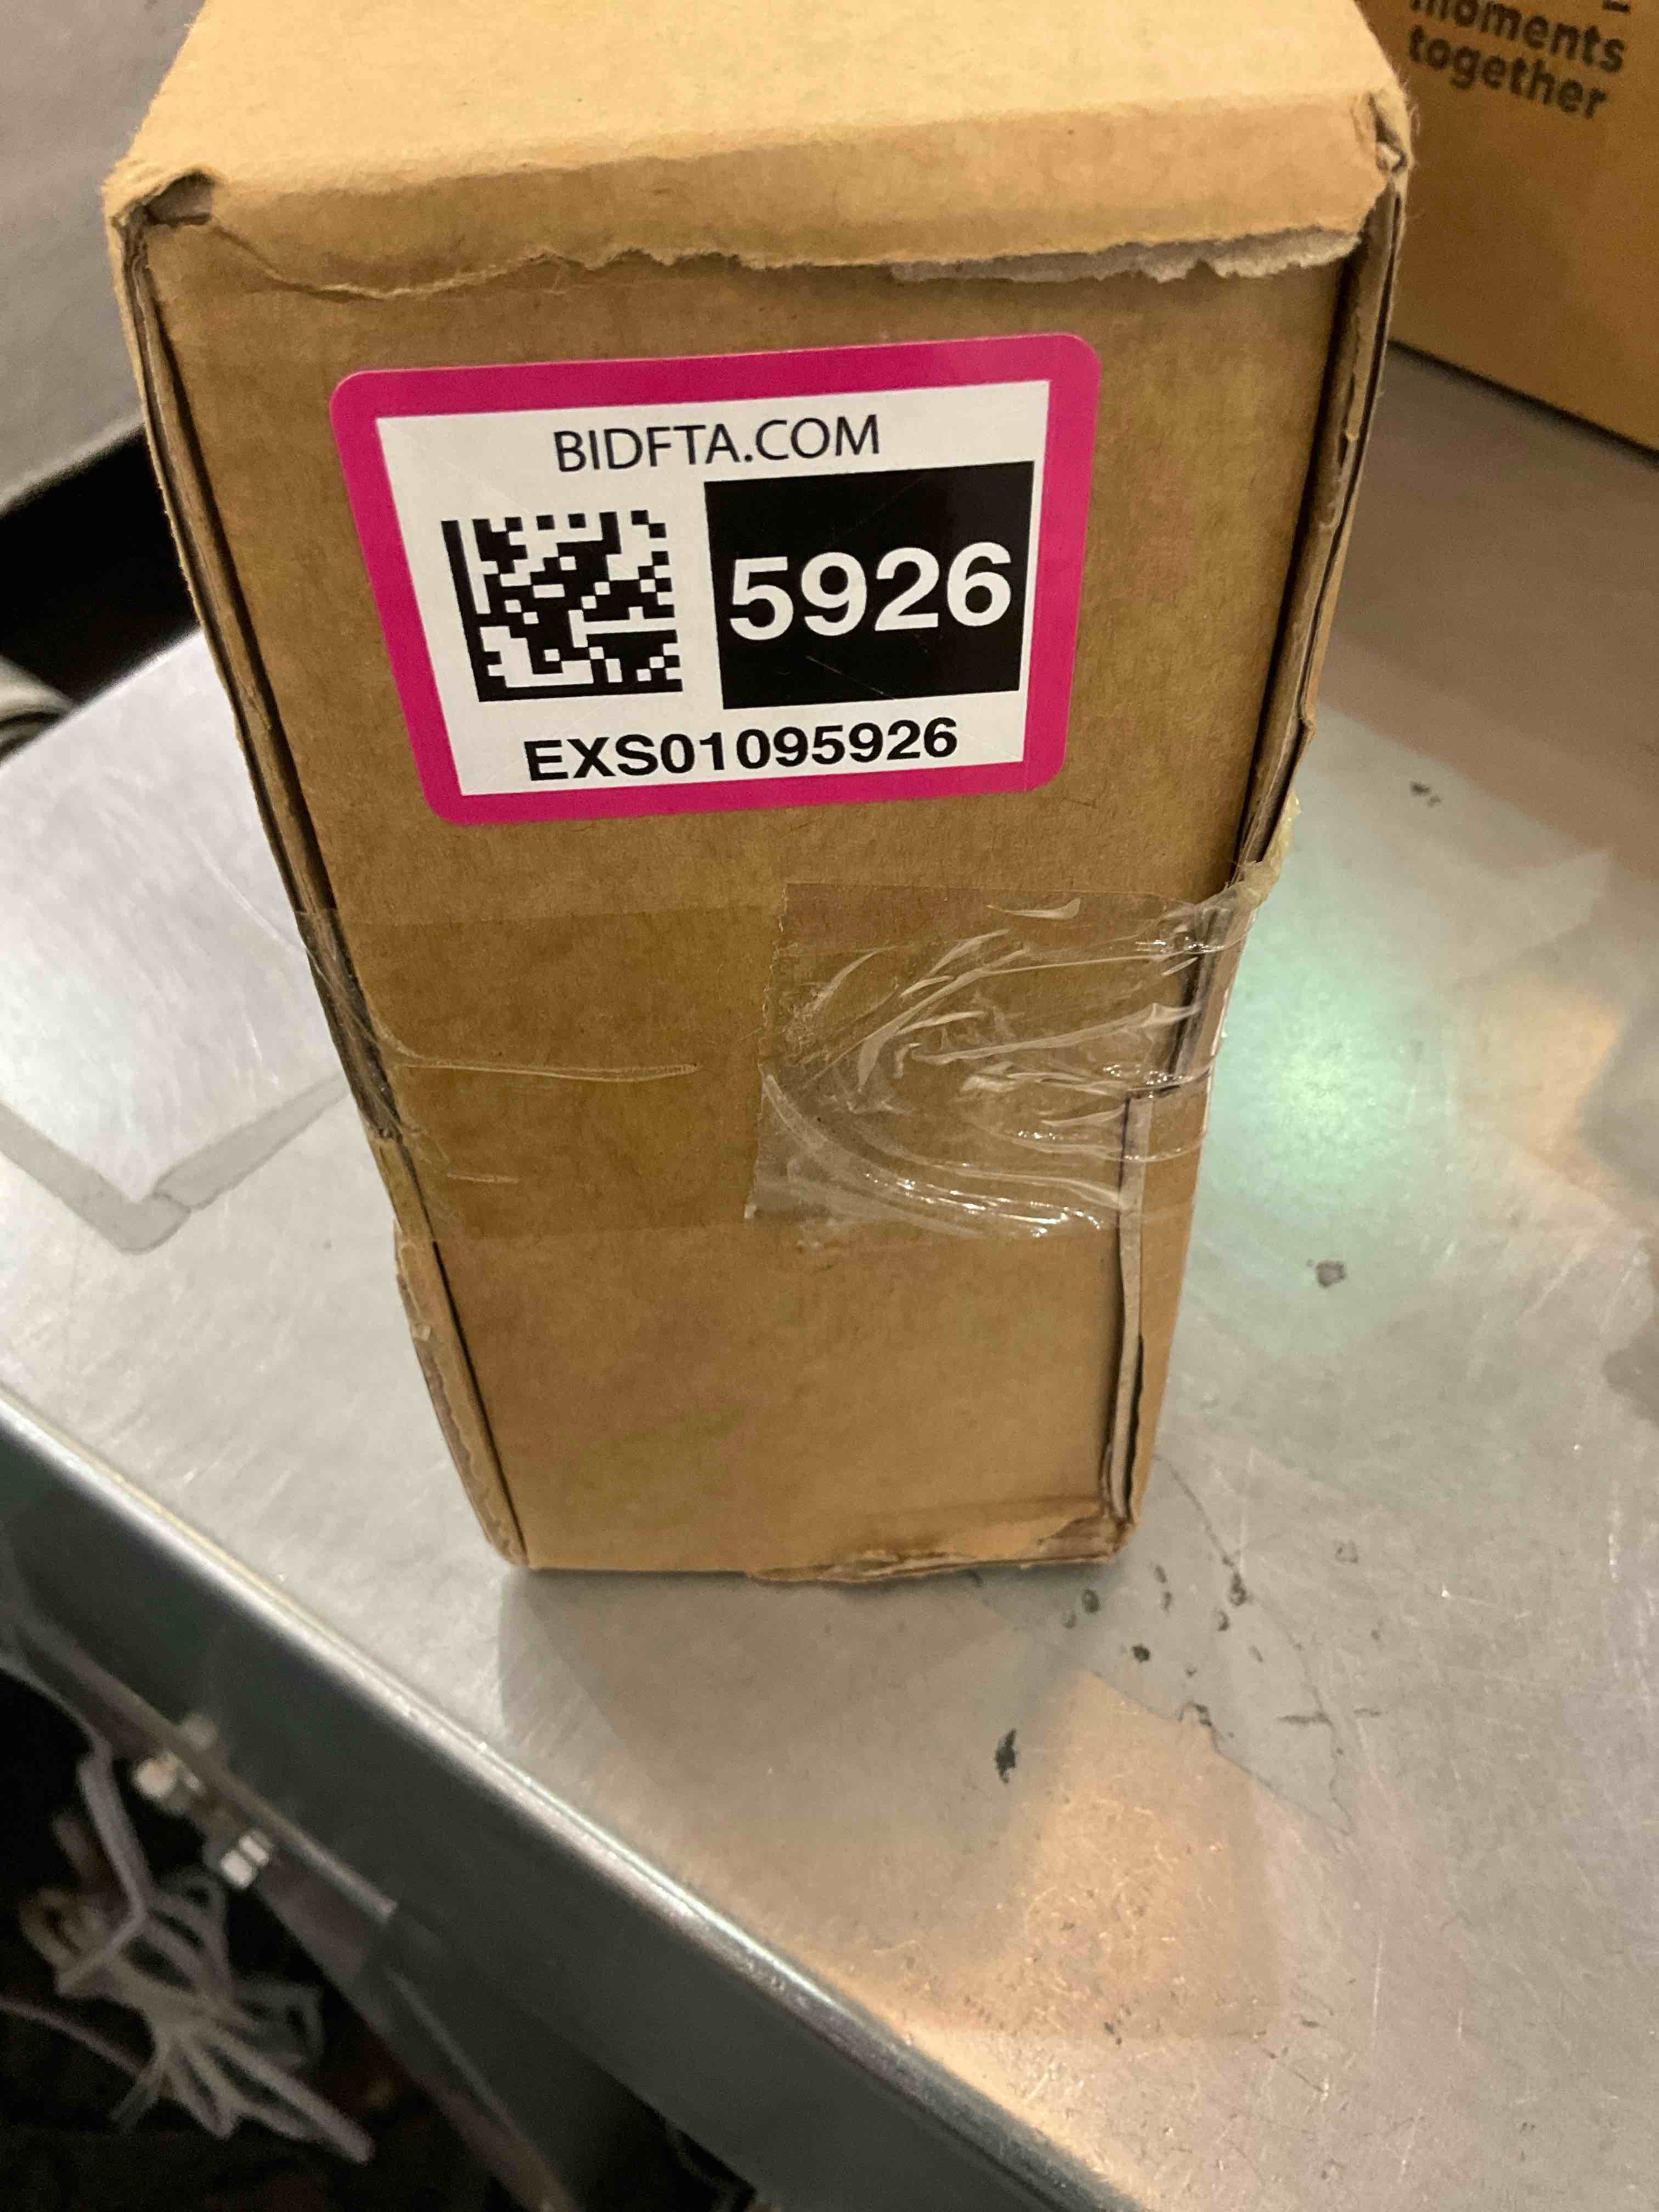 moments
together
BIDFTA.COM
5926
EXS01095926